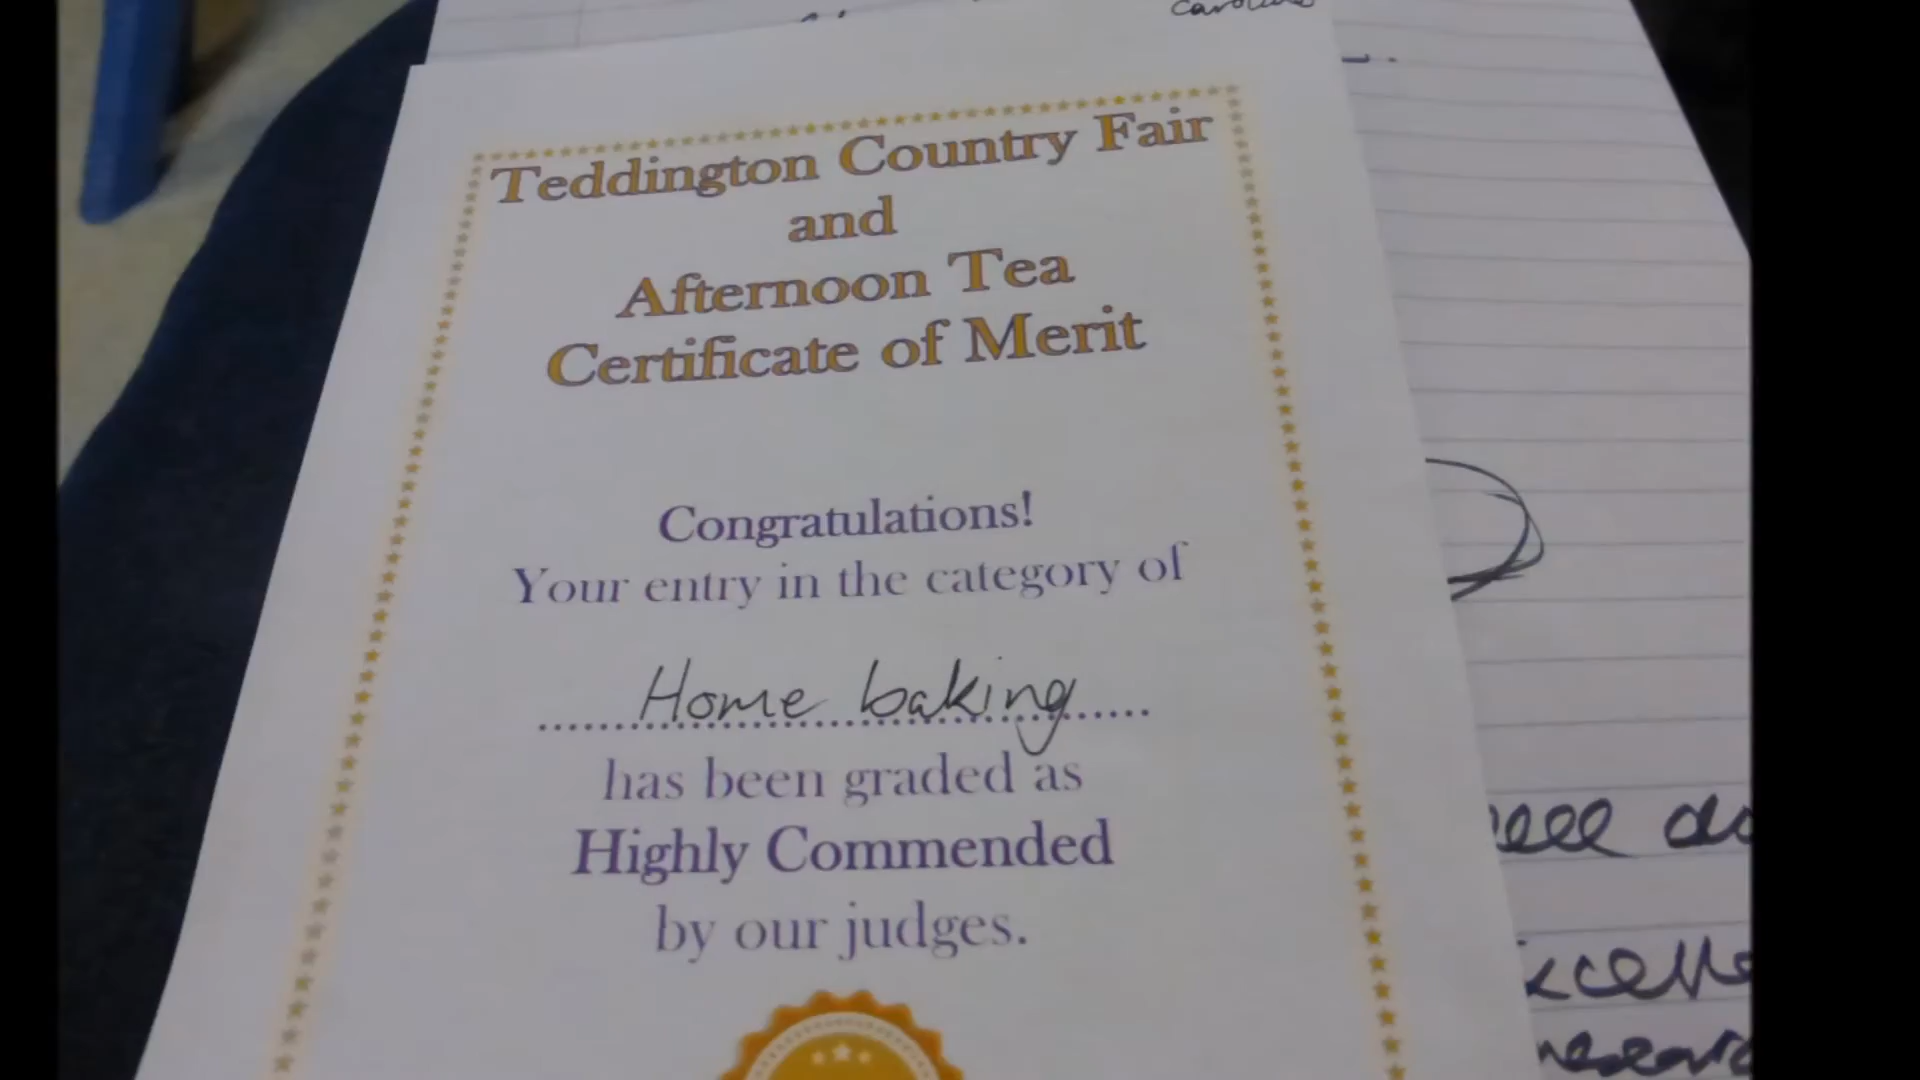 Teddington Country Fair
and
Afternoon Tea
Certificate of Merit
Congratulations!
Your entry in the category of
Home baking
has been graded as
Highly Commended
by our judges.